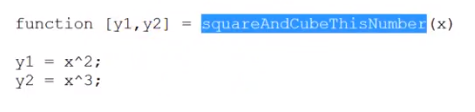 function [y1,y2] = squareAndCubeThisNumber(x)
y1 = x^2;
y2 = x^3;